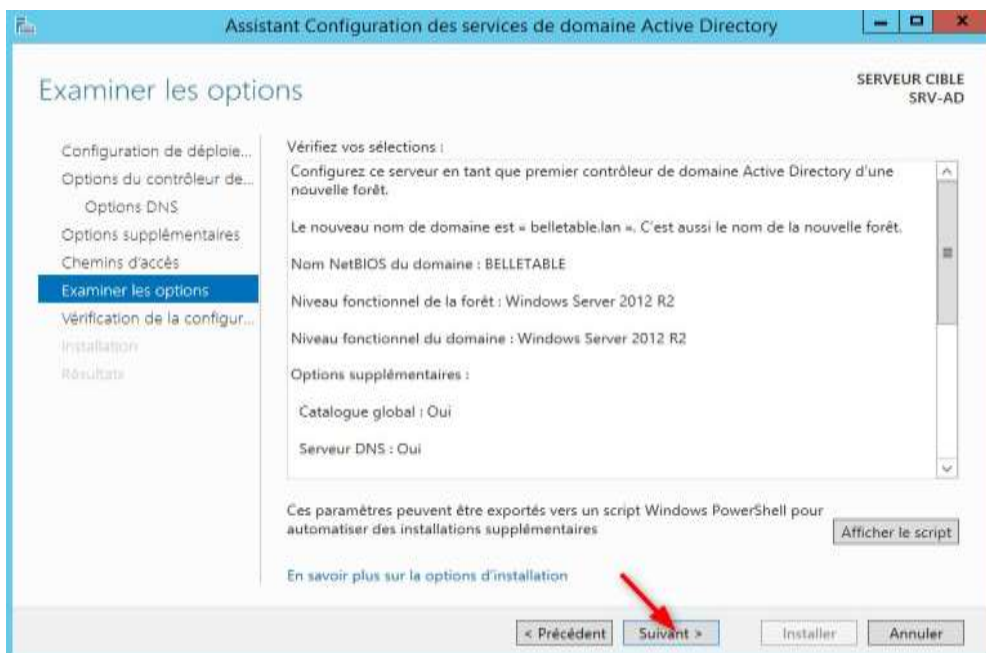 Assistant Configuration des services de domaine Active Directory
Examiner les options
SERVEUR CIBLE
SRV-AD
Configuration de déploie...
Options du contrôleur de...
Options DNS
Options supplémentaires
Chemins d'accès
Examiner les options
Vérification de la configur...
Installation
Résultats
Vérifiez vos sélections :
Configurez ce serveur en tant que premier contrôleur de domaine Active Directory d'une
nouvelle forêt.
Le nouveau nom de domaine est « belletable.lan ». C'est aussi le nom de la nouvelle forêt.
Nom NetBIOS du domaine : BELLETABLE
Niveau fonctionnel de la forêt : Windows Server 2012 R2
Niveau fonctionnel du domaine : Windows Server 2012 R2
Options supplémentaires :
Catalogue global : Oui
Serveur DNS : Oui
Ces paramètres peuvent être exportés vers un script Windows PowerShell pour
automatiser des installations supplémentaires
Afficher le script
En savoir plus sur la options d'installation
< Précédent
Suivant >
Installer
Annuler